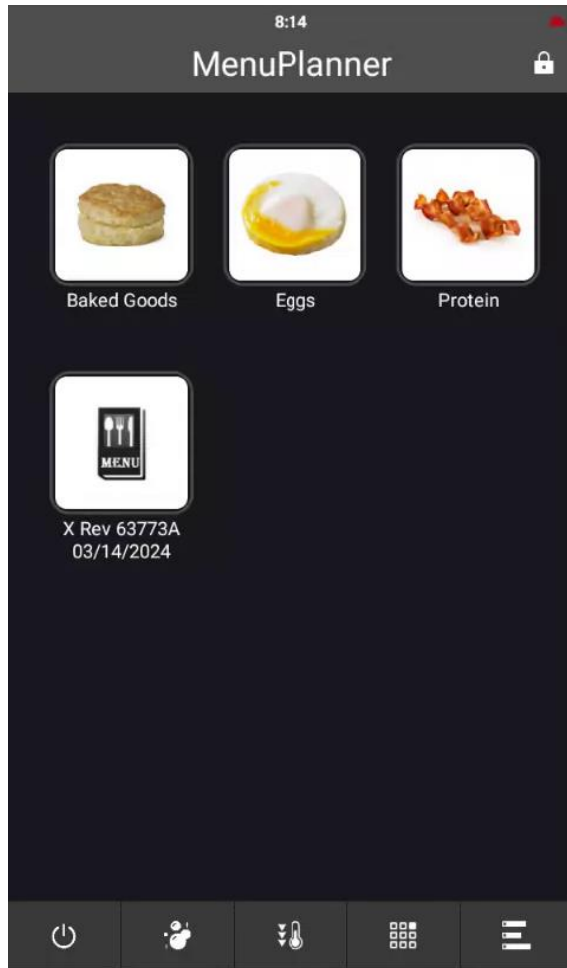 8:14
MenuPlanner
Baked Goods
Eggs
Protein
MENU
X Rev 63773A
03/14/2024